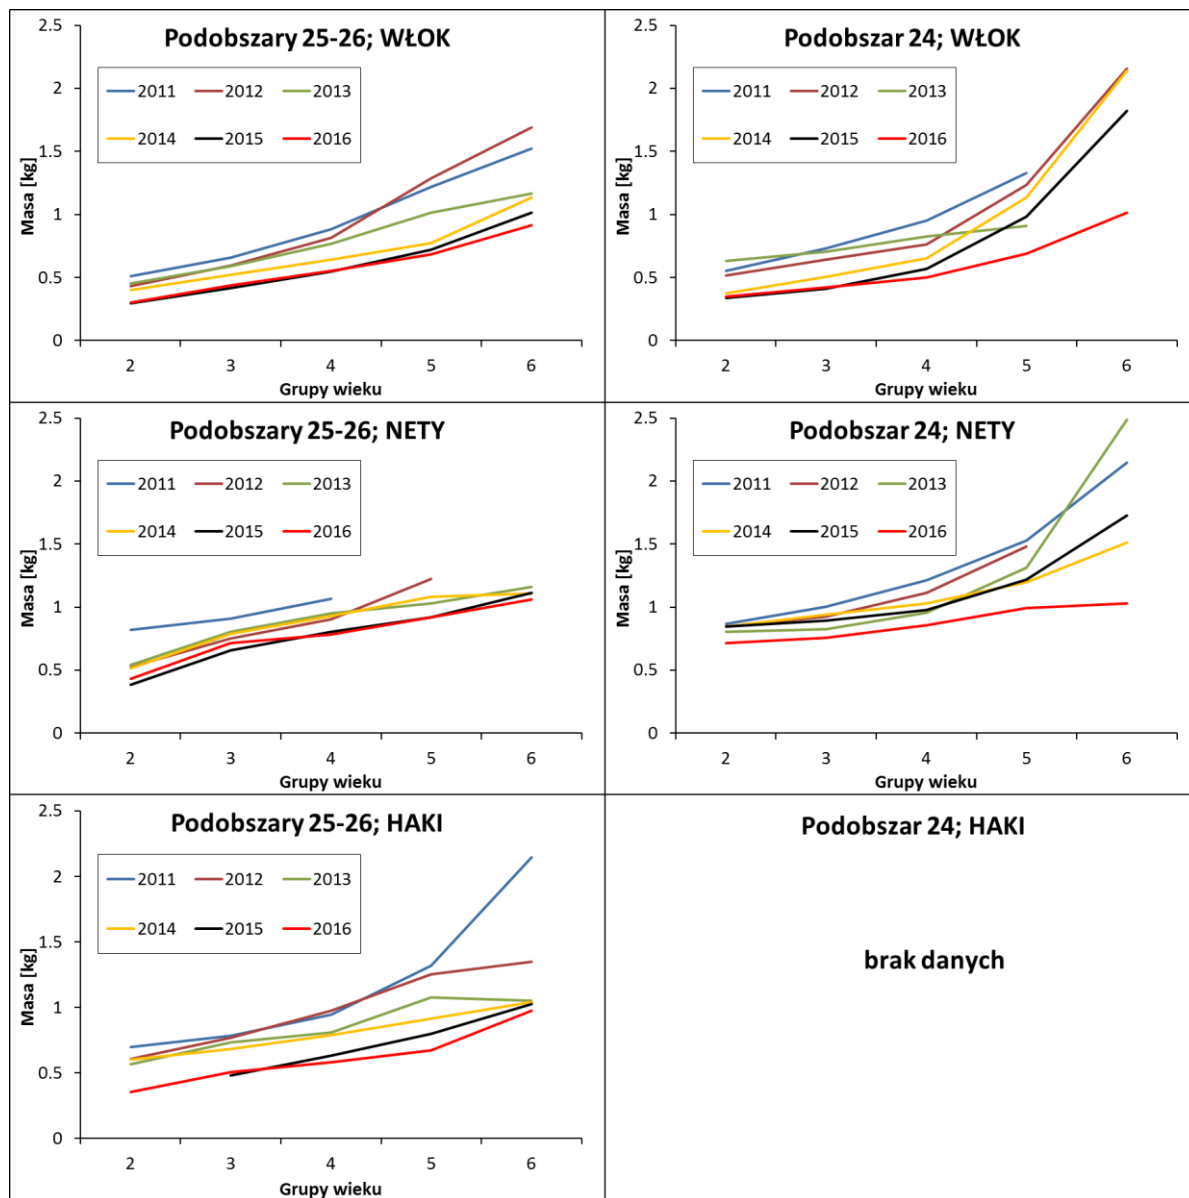 Podobszary 25-26; WŁOK
2.5
2
1.5
1
0.5
0
Masa [kg]
2011 2012 2013
2014 2015 2016
2 3 4 5 6
Grupy wieku
Podobszar 24; WŁOK
2.5
2
1.5
1
0.5
0
Masa [kg]
2011 2012 2013
2014 2015 2016
2 3 4 5 6
Grupy wieku
Podobszary 25-26; NETY
2.5
2
1.5
1
0.5
0
Masa [kg]
2011 2012 2013
2014 2015 2016
2 3 4 5 6
Grupy wieku
Podobszar 24; NETY
2.5
2
1.5
1
0.5
0
Masa [kg]
2011 2012 2013
2014 2015 2016
2 3 4 5 6
Grupy wieku
Podobszary 25-26; HAKI
2.5
2
1.5
1
0.5
0
Masa [kg]
2011 2012 2013
2014 2015 2016
2 3 4 5 6
Grupy wieku
Podobszar 24; HAKI
brak danych